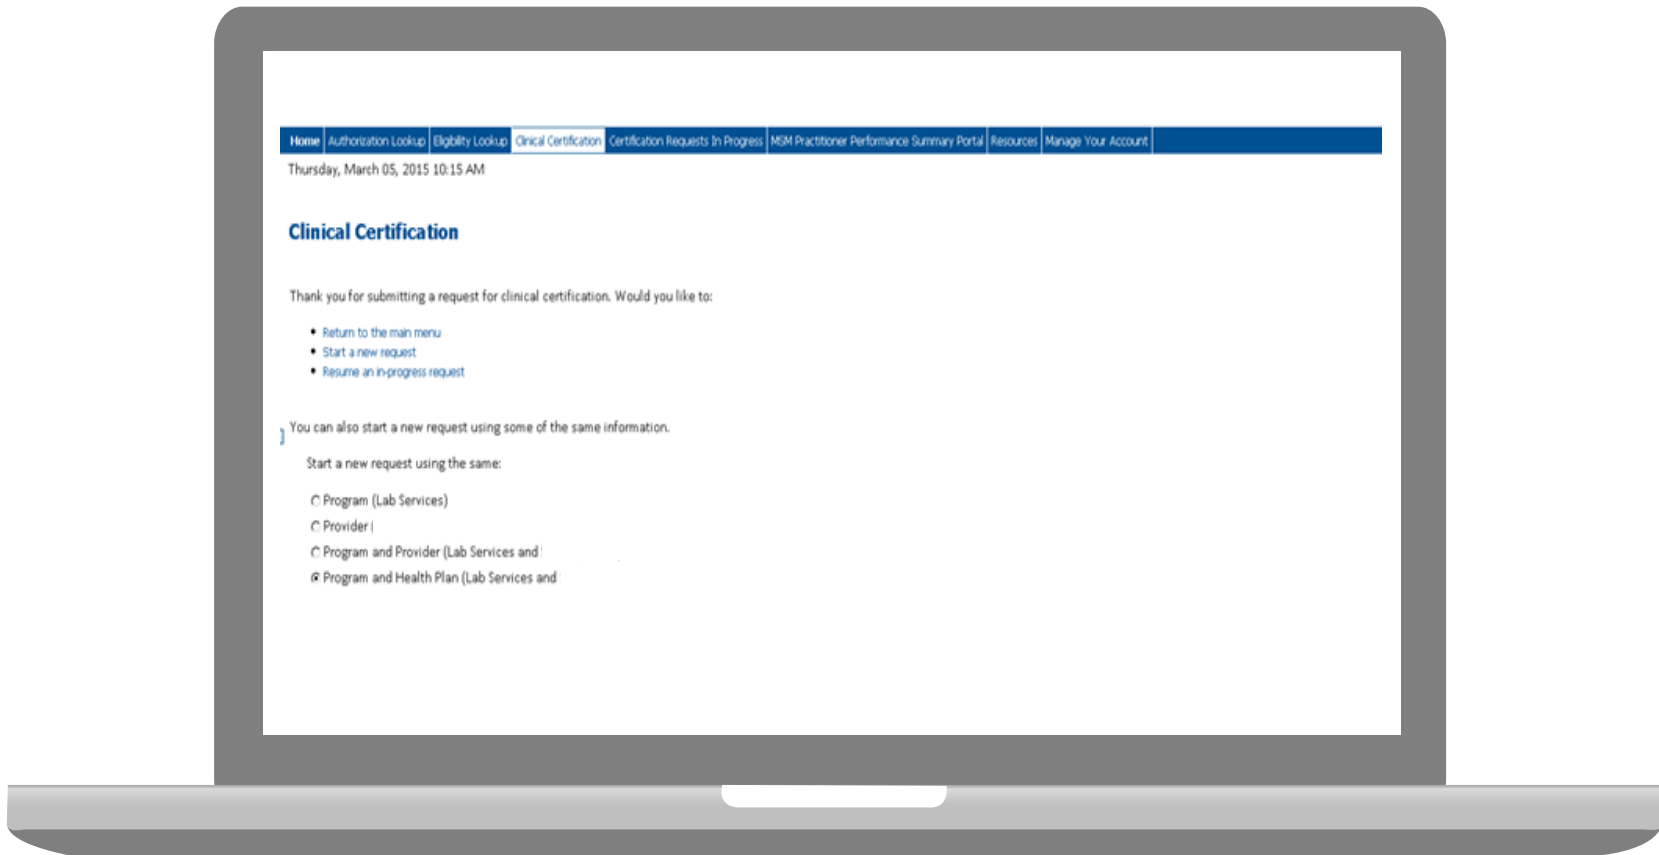 Home Authorization Lookup Eligibility Lookup Clinical Certification Certification Requests In Progress MSM Practitioner Performance Summary Portal Resources Manage Your Account
Thursday, March 05, 2015 10:15 AM
Clinical Certification
Thank you for submitting a request for clinical certification. Would you like to:
• Return to the main menu
• Start a new request
• Resume an in-progress request
You can also start a new request using some of the same information.
Start a new request using the same:
Program (Lab Services)
Provider (
Program and Provider (Lab Services and
Program and Health Plan (Lab Services and